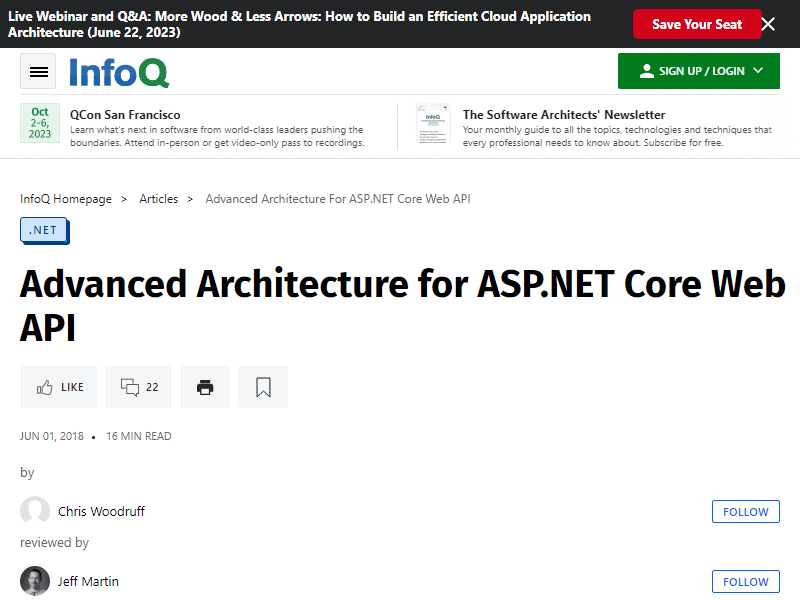 Live Webinar and Q&A: More Wood & Less Arrows: How to Build an Efficient Cloud Application
Architecture (June 22, 2023)
Save Your Seat
InfoQ
SIGN UP / LOGIN
Oct
2-6,
2023
QCon San Francisco
Learn what's next in software from world-class leaders pushing the
boundaries. Attend in-person or get video-only pass to recordings.
The Software Architects' Newsletter
Your monthly guide to all the topics, technologies and techniques that
every professional needs to know about. Subscribe for free.
InfoQ Homepage > Articles > Advanced Architecture For ASP.NET Core Web API
.NET
Advanced Architecture for ASP.NET Core Web
API
LIKE
22
JUN 01, 2018 • 16 MIN READ
by
Chris Woodruff
FOLLOW
reviewed by
Jeff Martin
FOLLOW